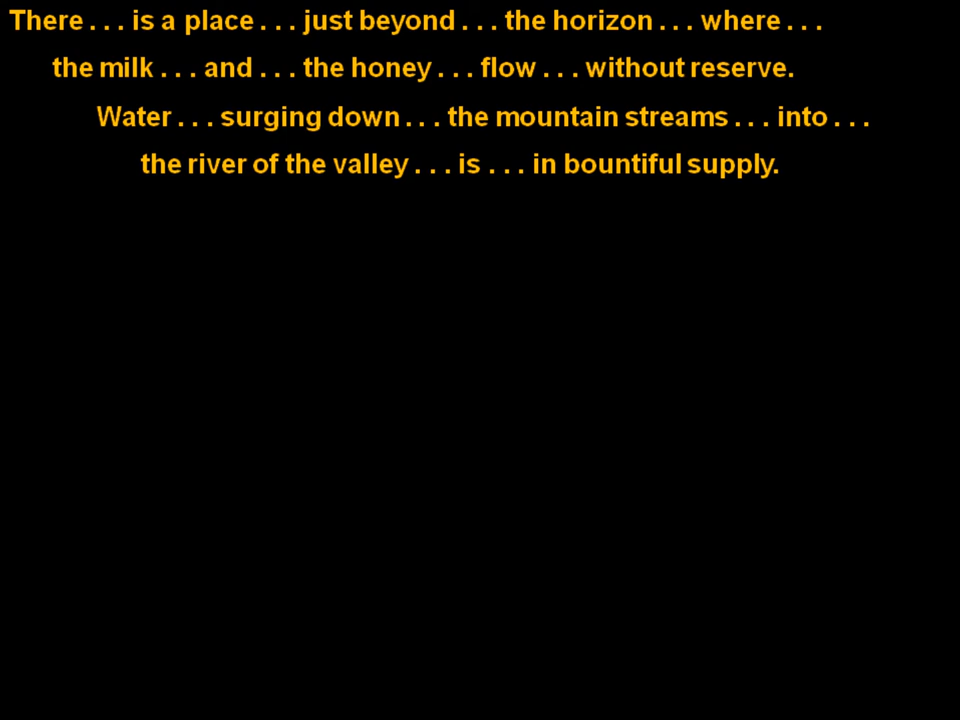 There . . . is a place . . . just beyond . . . the horizon . . . where . . .
the milk . . . and . . . the honey . . . flow . . . without reserve.
Water . . . surging down . . . the mountain streams . . . into . . .
the river of the valley . . . is . . . in bountiful supply.